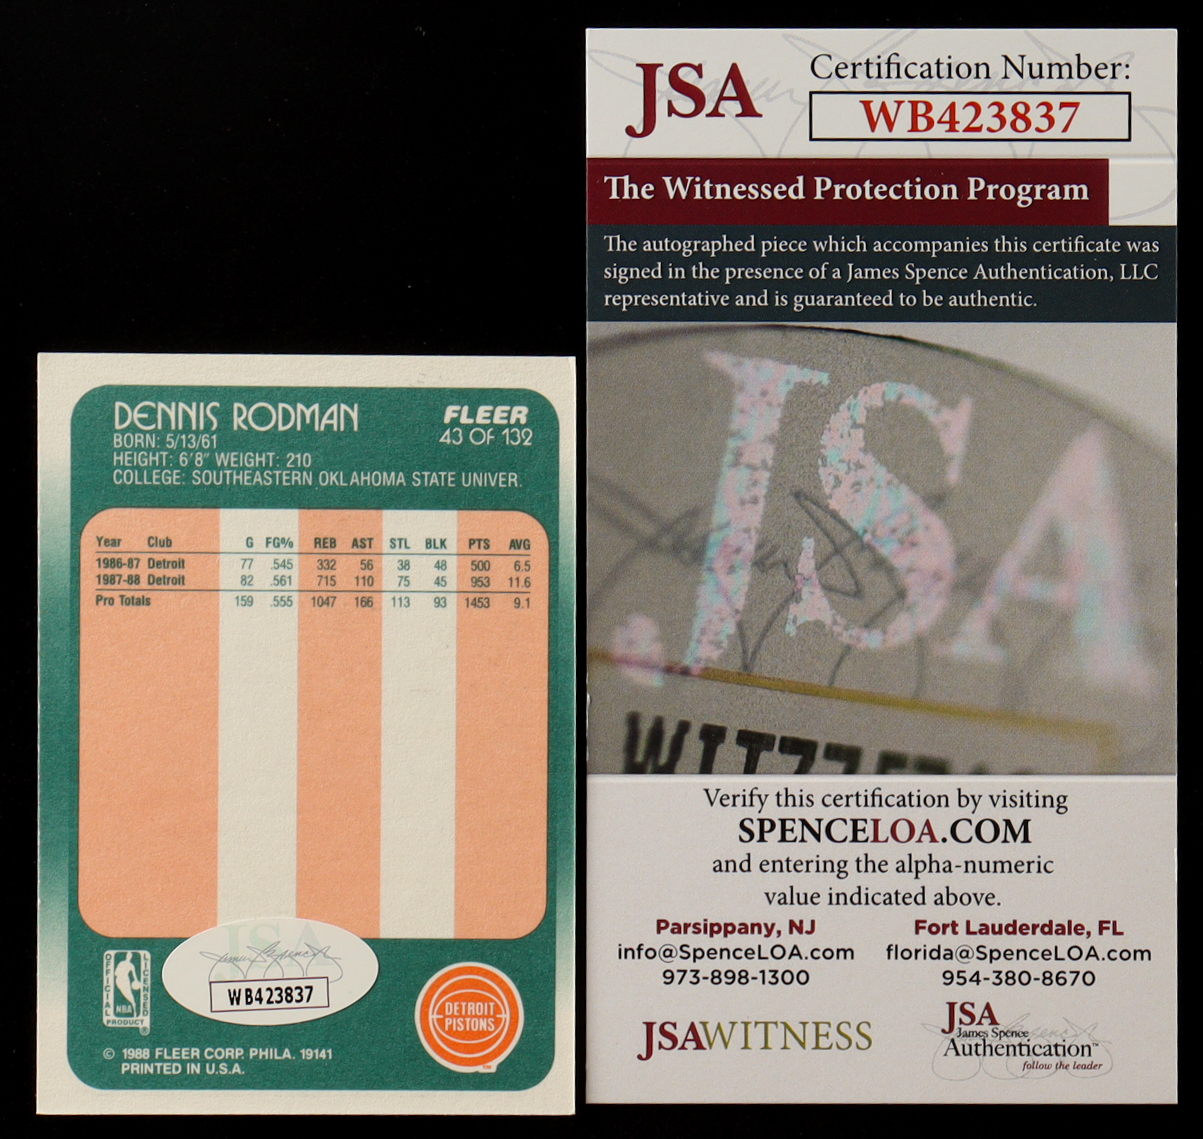 DENNIS RODMAN
BORN: 5/13/61
HEIGHT: 6'8" WEIGHT: 210
COLLEGE: SOUTHEASTERN OKLAHOMA STATE UNIVER.
FLEER
43 OF 132
Year Club G FG% REB AST STL BLK PTS AVG
1986-87 Detroit 77 .545 332 56 38 48 500 6.5
1987-88 Detroit 82 .561 715 110 75 45 953 11.6
Pro Totals 159 .555 1047 166 113 93 1453 9.1
OFFICIAL LICENSED
NBA
PRODUCT
JSA
WB423837
DETROIT
PISTONS
© 1988 FLEER CORP. PHILA. 19141
PRINTED IN U.S.A.
JSA
Certification Number:
WB423837
The Witnessed Protection Program
The autographed piece which accompanies this certificate was
signed in the presence of a James Spence Authentication, LLC
representative and is guaranteed to be authentic.
JSA
Verify this certification by visiting
SPENCELOA.COM
and entering the alpha-numeric
value indicated above.
Parsippany, NJ
info@SpenceLOA.com
973-898-1300
Fort Lauderdale, FL
florida@SpenceLOA.com
954-380-8670
JSAWITNESS
JSA
James Spence
Authentication™
follow the leader